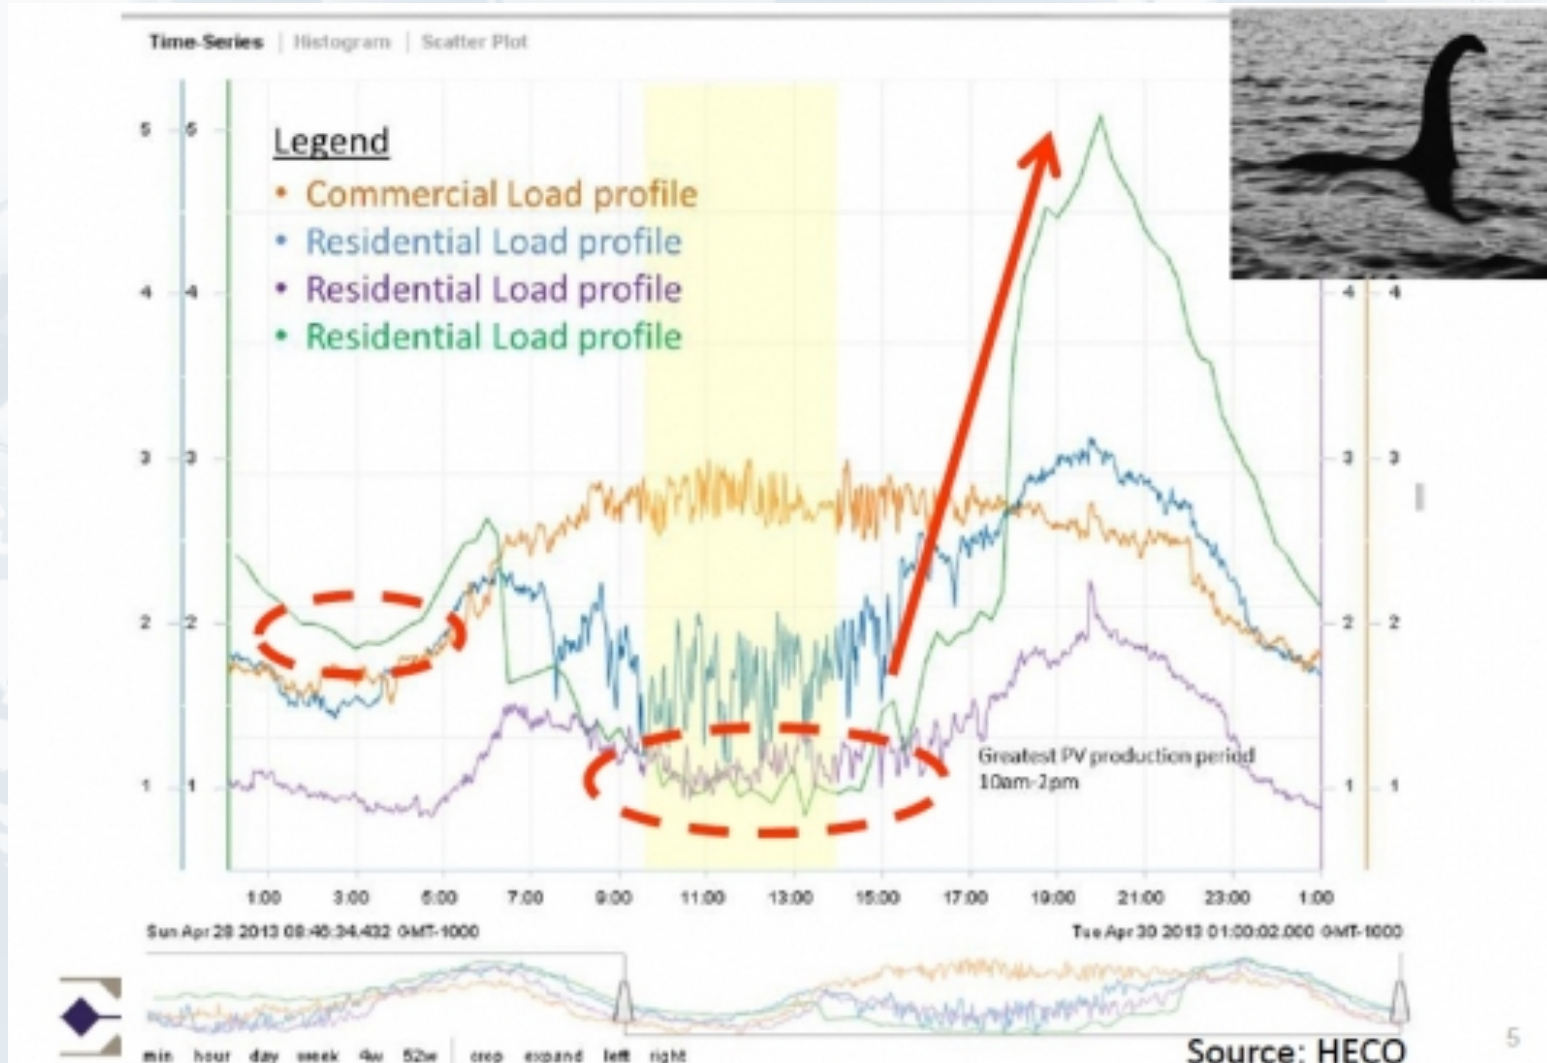 Time-Series | Histogram | Scatter Plot
Legend
• Commercial Load profile
• Residential Load profile
• Residential Load profile
• Residential Load profile
5 5
4 4 4 4
3 3 3 3
2 2 2 2
1 1 1 1
Greatest PV production period
10am-2pm
1:00 3:00 5:00 7:00 9:00 11:00 13:00 15:00 17:00 19:00 21:00 23:00 1:00
Sun Apr 28 2013 08:46:34.432 GMT-1000 Tue Apr 30 2013 01:00:02.000 GMT-1000
min hour day week 4w 52w crop expand left right
Source: HECO
5